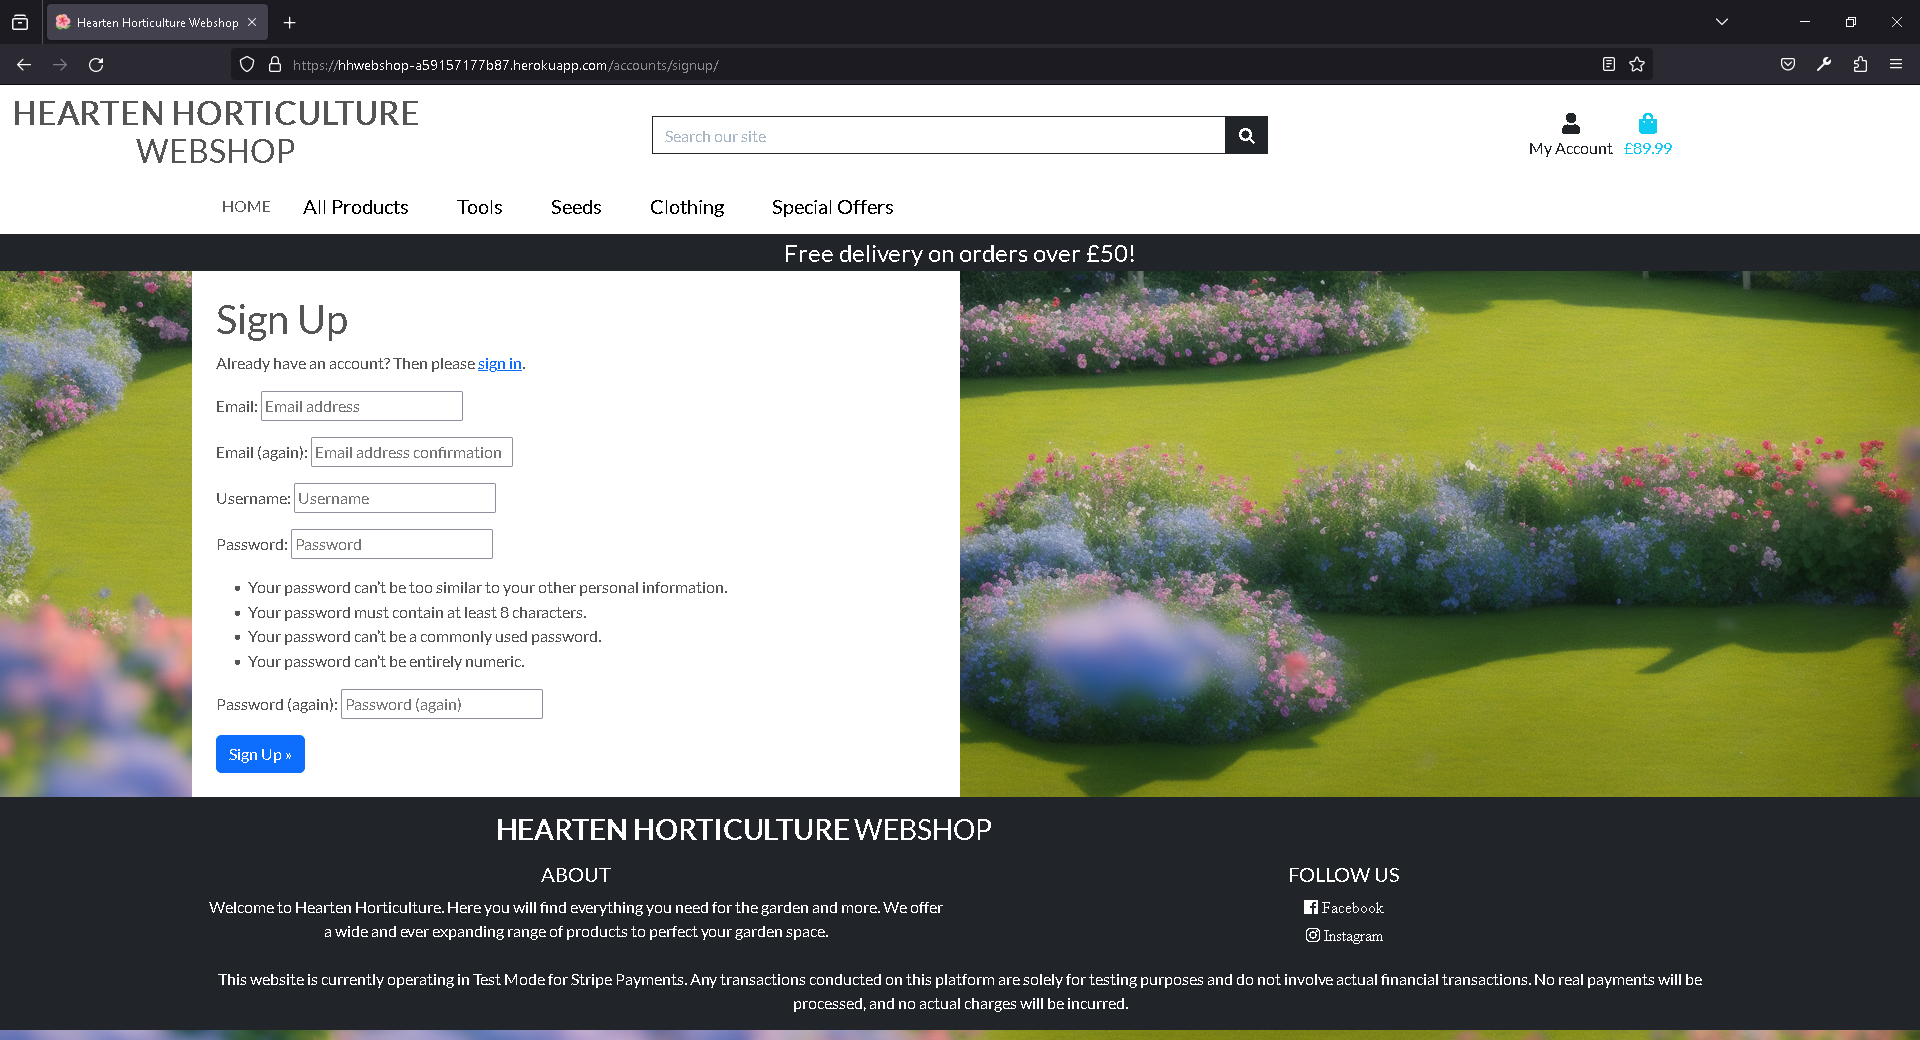 Hearten Horticulture Webshop
https://hhwebshop-a59157177b87.herokuapp.com/accounts/signup/
HEARTEN HORTICULTURE
WEBSHOP
Search our site
My Account
£89.99
HOME
All Products
Tools
Seeds
Clothing
Special Offers
Free delivery on orders over £50!
Sign Up
Already have an account? Then please sign in.
Email: Email address
Email (again): Email address confirmation
Username: Username
Password: Password
• Your password can't be too similar to your other personal information.
• Your password must contain at least 8 characters.
• Your password can't be a commonly used password.
• Your password can't be entirely numeric.
Password (again): Password (again)
Sign Up »
HEARTEN HORTICULTURE WEBSHOP
ABOUT
Welcome to Hearten Horticulture. Here you will find everything you need for the garden and more. We offer
a wide and ever expanding range of products to perfect your garden space.
FOLLOW US
Facebook
Instagram
This website is currently operating in Test Mode for Stripe Payments. Any transactions conducted on this platform are solely for testing purposes and do not involve actual financial transactions. No real payments will be
processed, and no actual charges will be incurred.